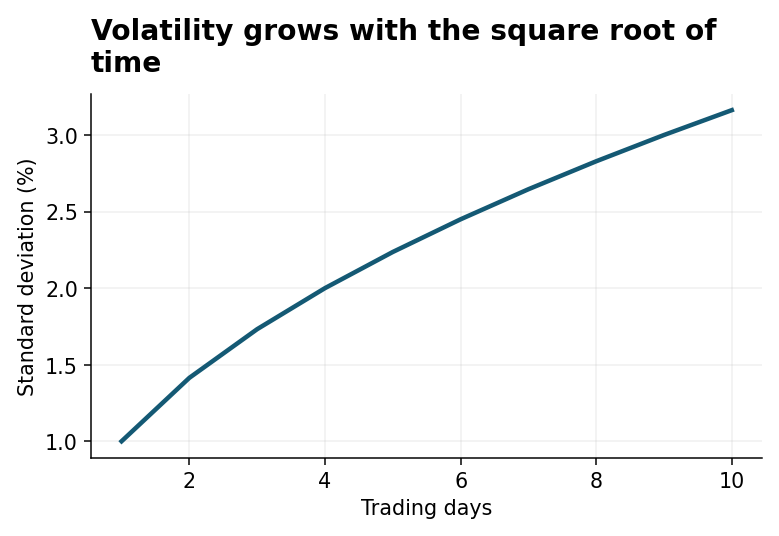 Volatility grows with the square root of
time
3.0
2.5
2.0
1.5
1.0
Standard deviation (%)
2 4 6 8 10
Trading days